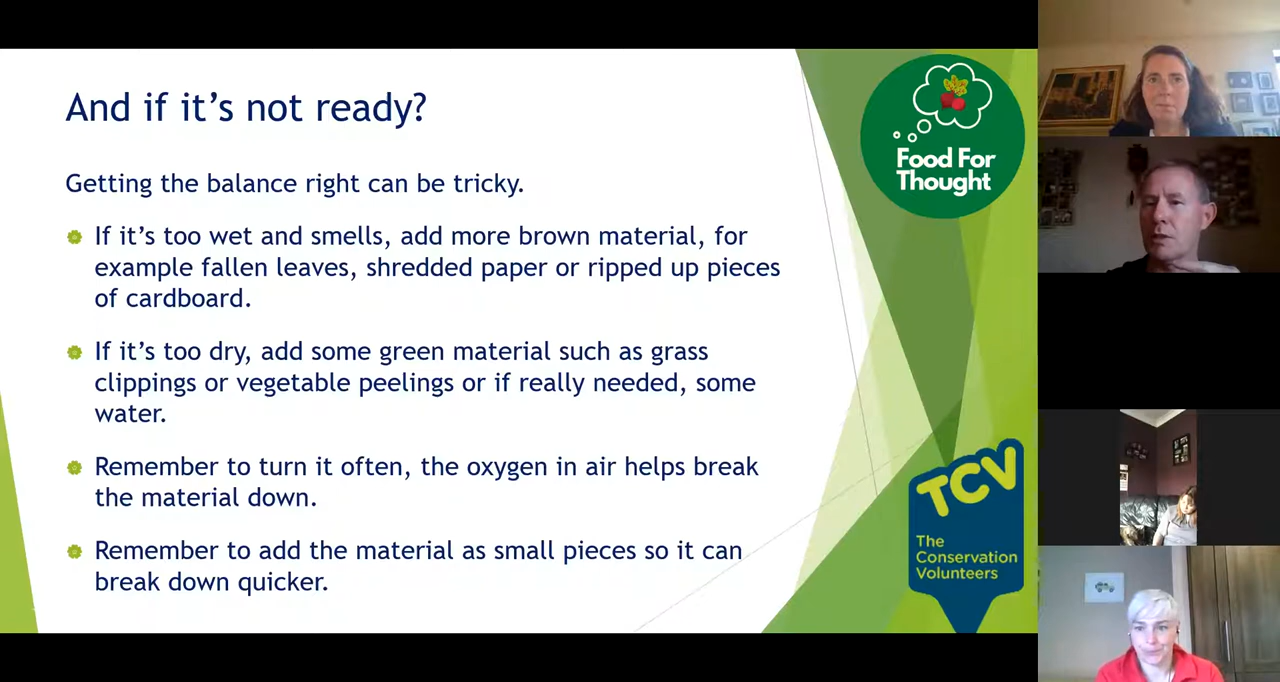 And if it's not ready?
Getting the balance right can be tricky.
If it's too wet and smells, add more brown material, for
example fallen leaves, shredded paper or ripped up pieces
of cardboard.
If it's too dry, add some green material such as grass
clippings or vegetable peelings or if really needed, some
water.
Remember to turn it often, the oxygen in air helps break
the material down.
Remember to add the material as small pieces so it can
break down quicker.
Food For
Thought
TCV
The
Conservation
Volunteers